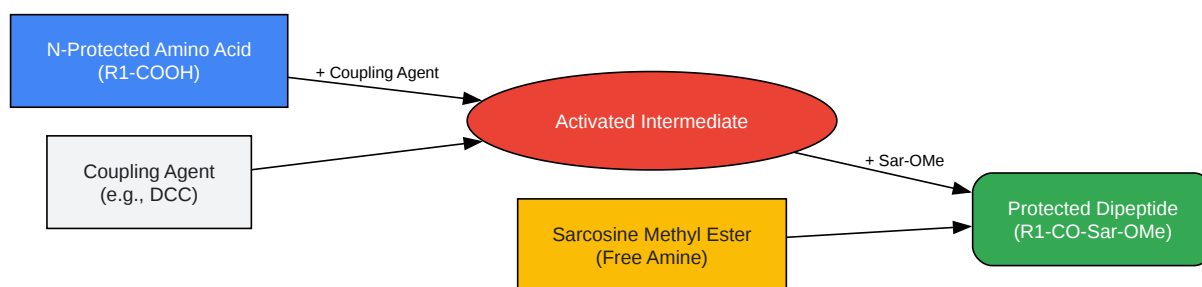 N-Protected Amino Acid
(R1-COOH)
+ Coupling Agent
Coupling Agent
(e.g., DCC)
Activated Intermediate
+ Sar-OMe
Sarcosine Methyl Ester
(Free Amine)
Protected Dipeptide
(R1-CO-Sar-OMe)